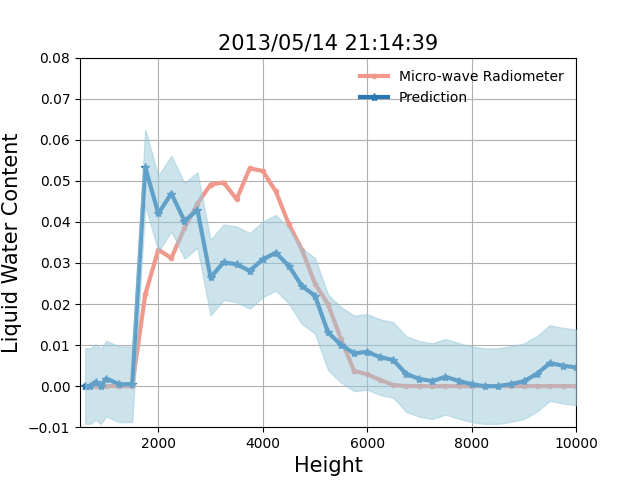 2013/05/14 21:14:39
Liquid Water Content
0.08
0.07
0.06
0.05
0.04
0.03
0.02
0.01
0.00
−0.01
Micro-wave Radiometer
Prediction
2000 4000 6000 8000 10000
Height